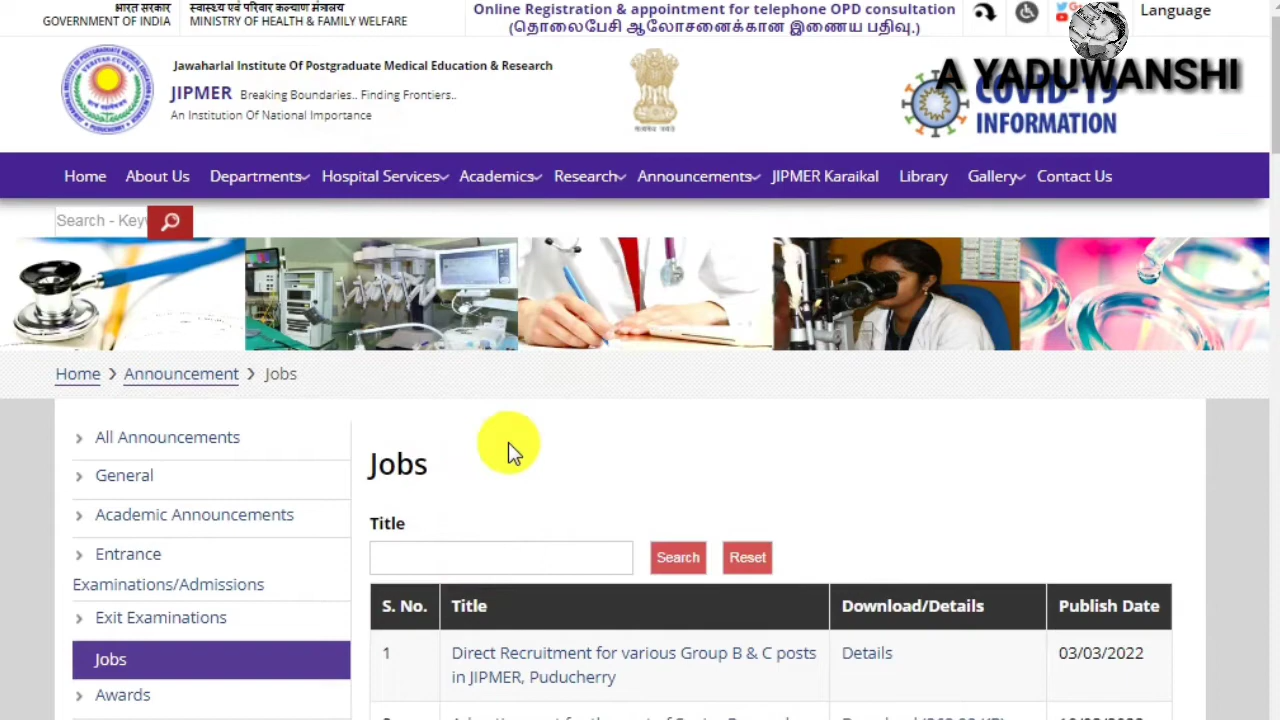 भारत सरकार
GOVERNMENT OF INDIA
स्वास्थ्य एवं परिवार कल्याण मंत्रालय
MINISTRY OF HEALTH & FAMILY WELFARE
Online Registration & appointment for telephone OPD consultation
(தொலைபேசி ஆலோசனைக்கான இணைய பதிவு.)
Language
Jawaharlal Institute Of Postgraduate Medical Education & Research
JIPMER Breaking Boundaries.. Finding Frontiers..
An Institution Of National Importance
A YADUWANSHI
COVID-19
INFORMATION
Home About Us Departments Hospital Services Academics Research Announcements JIPMER Karaikal Library Gallery Contact Us
Search - Key
Home > Announcement > Jobs
All Announcements
General
Academic Announcements
Entrance
Examinations/Admissions
Exit Examinations
Jobs
Awards
Jobs
Title
Search Reset
S. No. Title Download/Details Publish Date
1 Direct Recruitment for various Group B & C posts Details 03/03/2022
in JIPMER, Puducherry